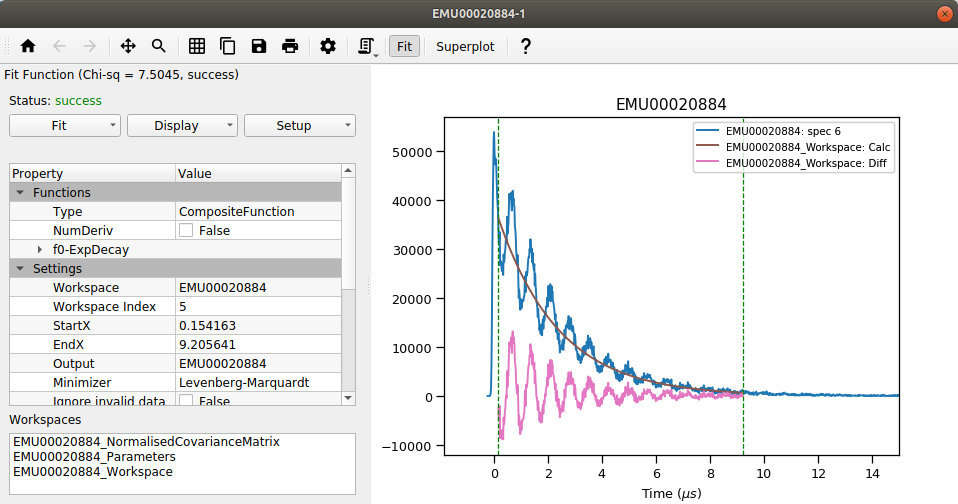 EMU00020884-1
Fit Superplot ?
Fit Function (Chi-sq = 7.5045, success)
Status: success
Fit Display Setup
Property Value
Functions
Type CompositeFunction
NumDeriv False
f0-ExpDecay
Settings
Workspace EMU00020884
Workspace Index 5
StartX 0.154163
EndX 9.205641
Output EMU00020884
Minimizer Levenberg-Marquardt
Ignore invalid data False
Workspaces
EMU00020884_NormalisedCovarianceMatrix
EMU00020884_Parameters
EMU00020884_Workspace
EMU00020884
EMU00020884: spec 6
EMU00020884_Workspace: Calc
EMU00020884_Workspace: Diff
50000
40000
30000
20000
10000
0
−10000
0 2 4 6 8 10 12 14
Time (μs)